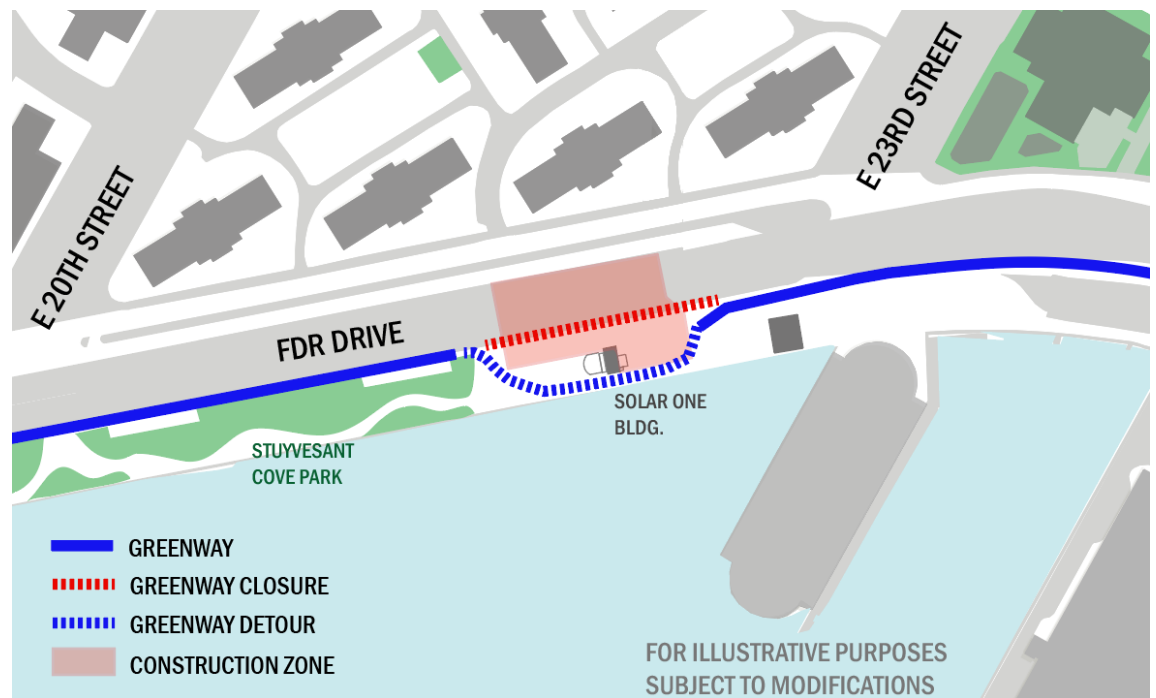 E 20TH STREET
E 23RD STREET
FDR DRIVE
SOLAR ONE
BLDG.
STUYVESANT
COVE PARK
GREENWAY
GREENWAY CLOSURE
GREENWAY DETOUR
CONSTRUCTION ZONE
FOR ILLUSTRATIVE PURPOSES
SUBJECT TO MODIFICATIONS